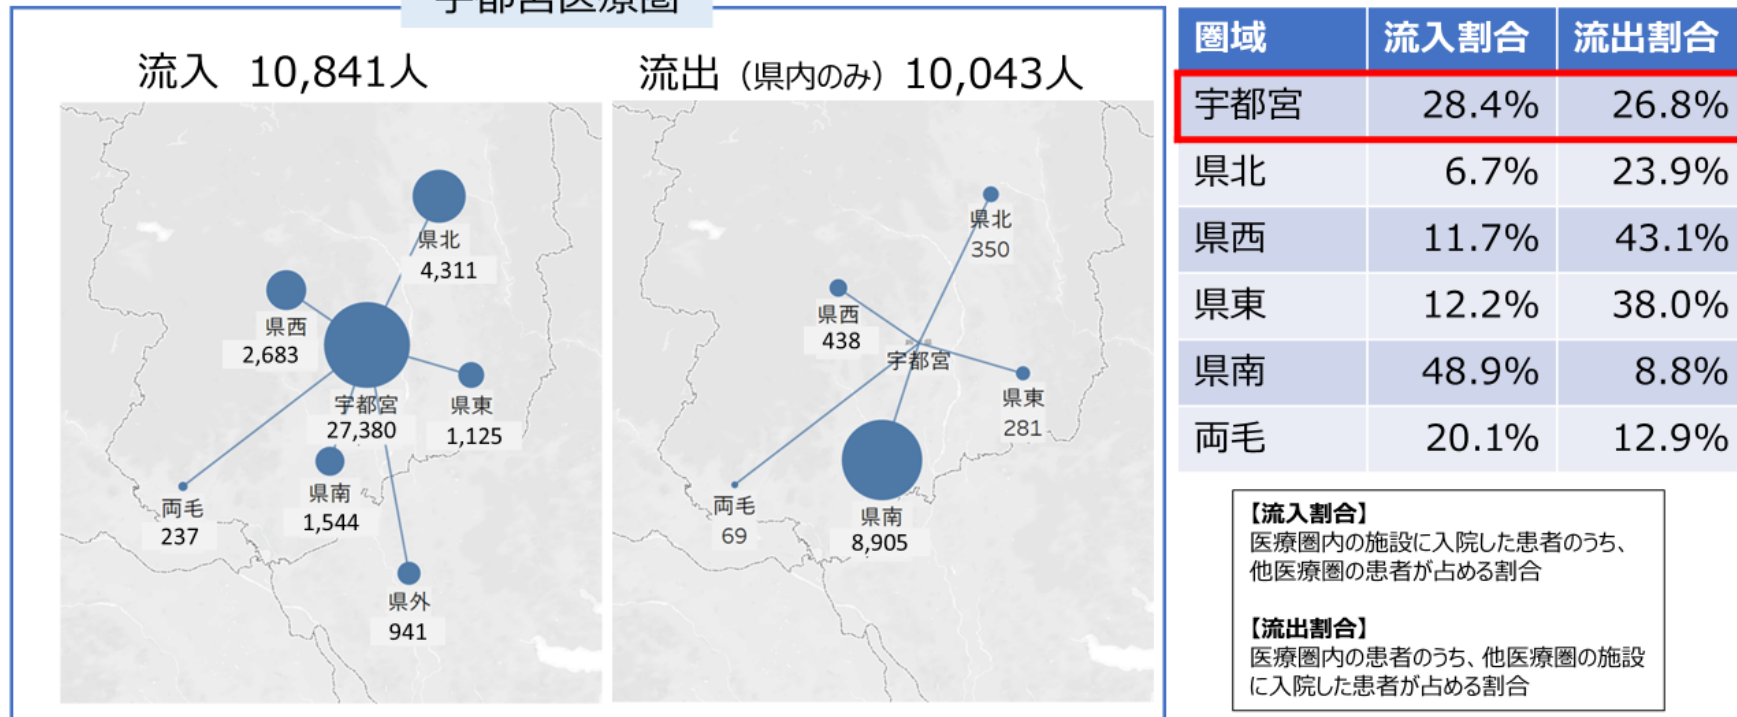 宇都宮医療圏
流入 10,841人
県北
4,311
県西
2,683
宇都宮
27,380
県東
1,125
県南
1,544
両毛
237
県外
941
流出（県内のみ）10,043人
県北
350
県西
438
宇都宮
県東
281
県南
8,905
両毛
69
圏域 流入割合 流出割合
宇都宮 28.4% 26.8%
県北 6.7% 23.9%
県西 11.7% 43.1%
県東 12.2% 38.0%
県南 48.9% 8.8%
両毛 20.1% 12.9%
【流入割合】
医療圏内の施設に入院した患者のうち、
他医療圏の患者が占める割合
【流出割合】
医療圏内の患者のうち、他医療圏の施設
に入院した患者が占める割合